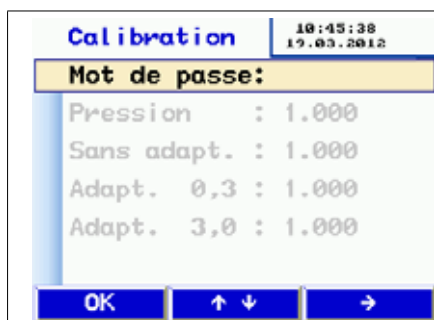 Calibration 10:45:38
19.03.2012
Mot de passe:
Pression : 1.000
Sans adapt. : 1.000
Adapt. 0,3 : 1.000
Adapt. 3,0 : 1.000
OK ↑ ↓ →